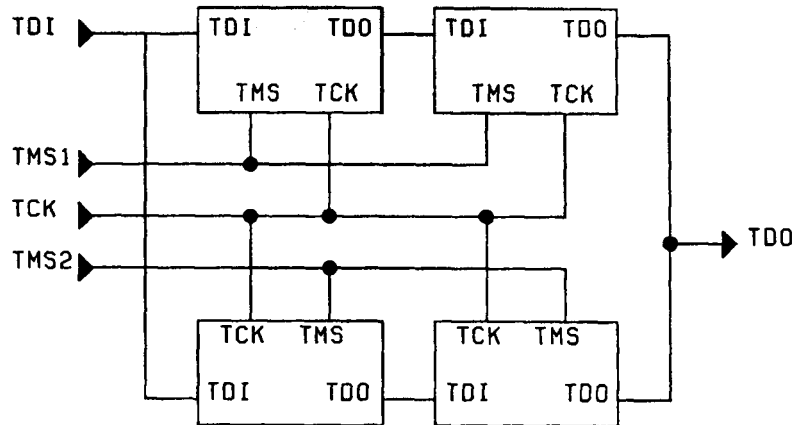 TDI TDI TDO TDI TDO
TMS TCK TMS TCK
TMS1
TCK
TDO
TMS2
TCK TMS TCK TMS
TDI TDO TDI TDO